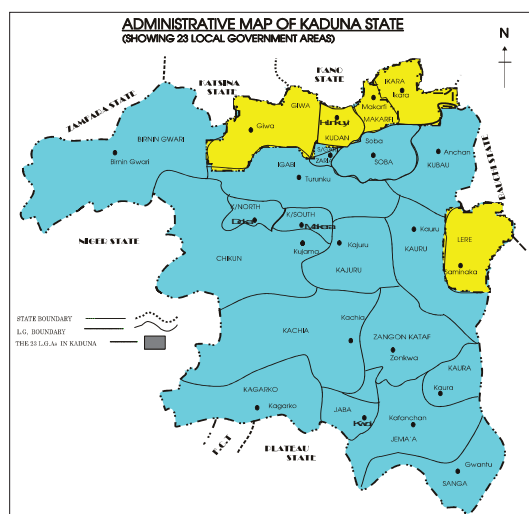 ADMINISTRATIVE MAP OF KADUNA STATE
(SHOWING 23 LOCAL GOVERNMENT AREAS)
N
KATSINA
STATE
KANO
STATE
ZAMFARA STATE
IKARA
Ikara
GIWA
Makarfi
MAKARFI
Giwa
KUDAN
BIRNIN GWARI
Birnin Gwari
Soba
SOBA
Anchan
KUBAU
ZARIA
IGABI
Turunku
K/NORTH
K/SOUTH
Kauru
KAURU
LERE
Saminaka
NIGER STATE
Kujama
Kajuru
KAJURU
CHIKUN
STATE BOUNDARY
L.G. BOUNDARY
THE 23 L.G.As IN KADUNA
KACHIA
Kachia
ZANGON KATAF
Zonkwa
KAURA
Kaura
KAGARKO
Kagarko
JABA
Kafanchan
JEMA'A
F.C.T
PLATEAU
STATE
Gwantu
SANGA